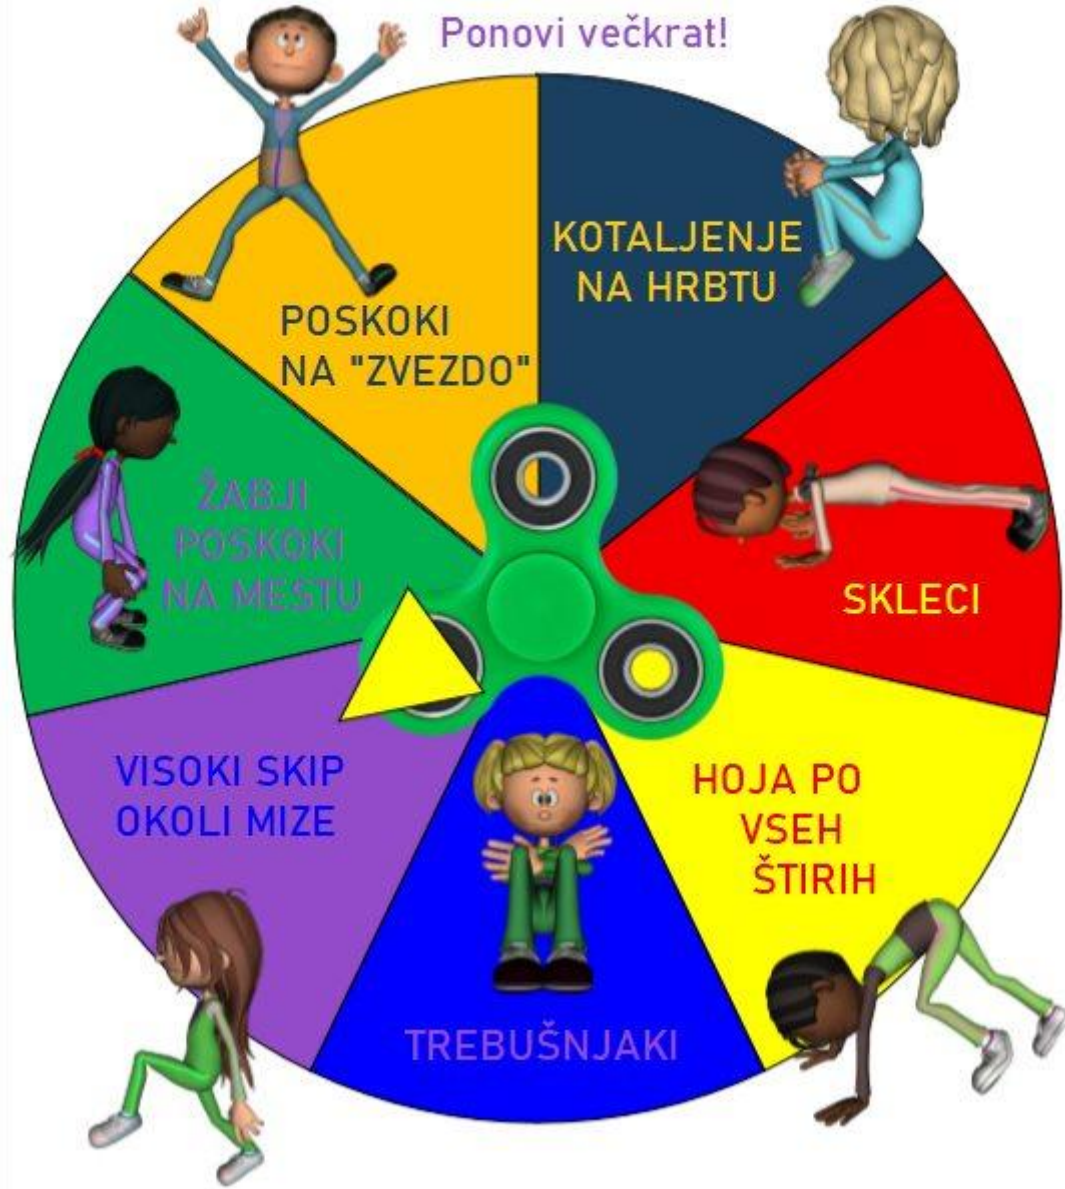 Ponovi večkrat!
KOTALJENJE
NA HRBTU
POSKOKI
NA "ZVEZDO"
ŽABJI
POSKOKI
NA MESTU
SKLECI
VISOKI SKIP
OKOLI MIZE
HOJA PO
VSEH
ŠTIRIH
TREBUŠNJAKI